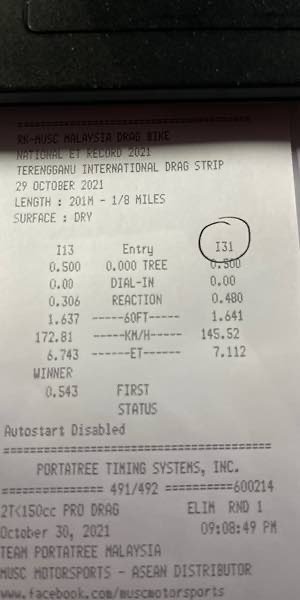 RK-MUSC MALAYSIA DRAG BIKE
NATIONAL ET RECORD 2021
TERENGGANU INTERNATIONAL DRAG STRIP
29 OCTOBER 2021
LENGTH : 201M - 1/8 MILES
SURFACE : DRY
I13 Entry I31
0.500 0.000 TREE 0.500
0.00 DIAL-IN 0.00
0.306 REACTION 0.480
1.637 -----60FT----- 1.641
172.81 -----KM/H----- 145.52
6.743 ------ET----- 7.112
WINNER
0.543 FIRST
STATUS
Autostart Disabled
PORTATREE TIMING SYSTEMS, INC.
============== 491/492 ==========600214
2T<150cc PRO DRAG ELIM RND 1
October 30, 2021 09:08:49 PM
TEAM PORTATREE MALAYSIA
MUSC MOTORSPORTS - ASEAN DISTRIBUTOR
www.facebook.com/muscmotorsports